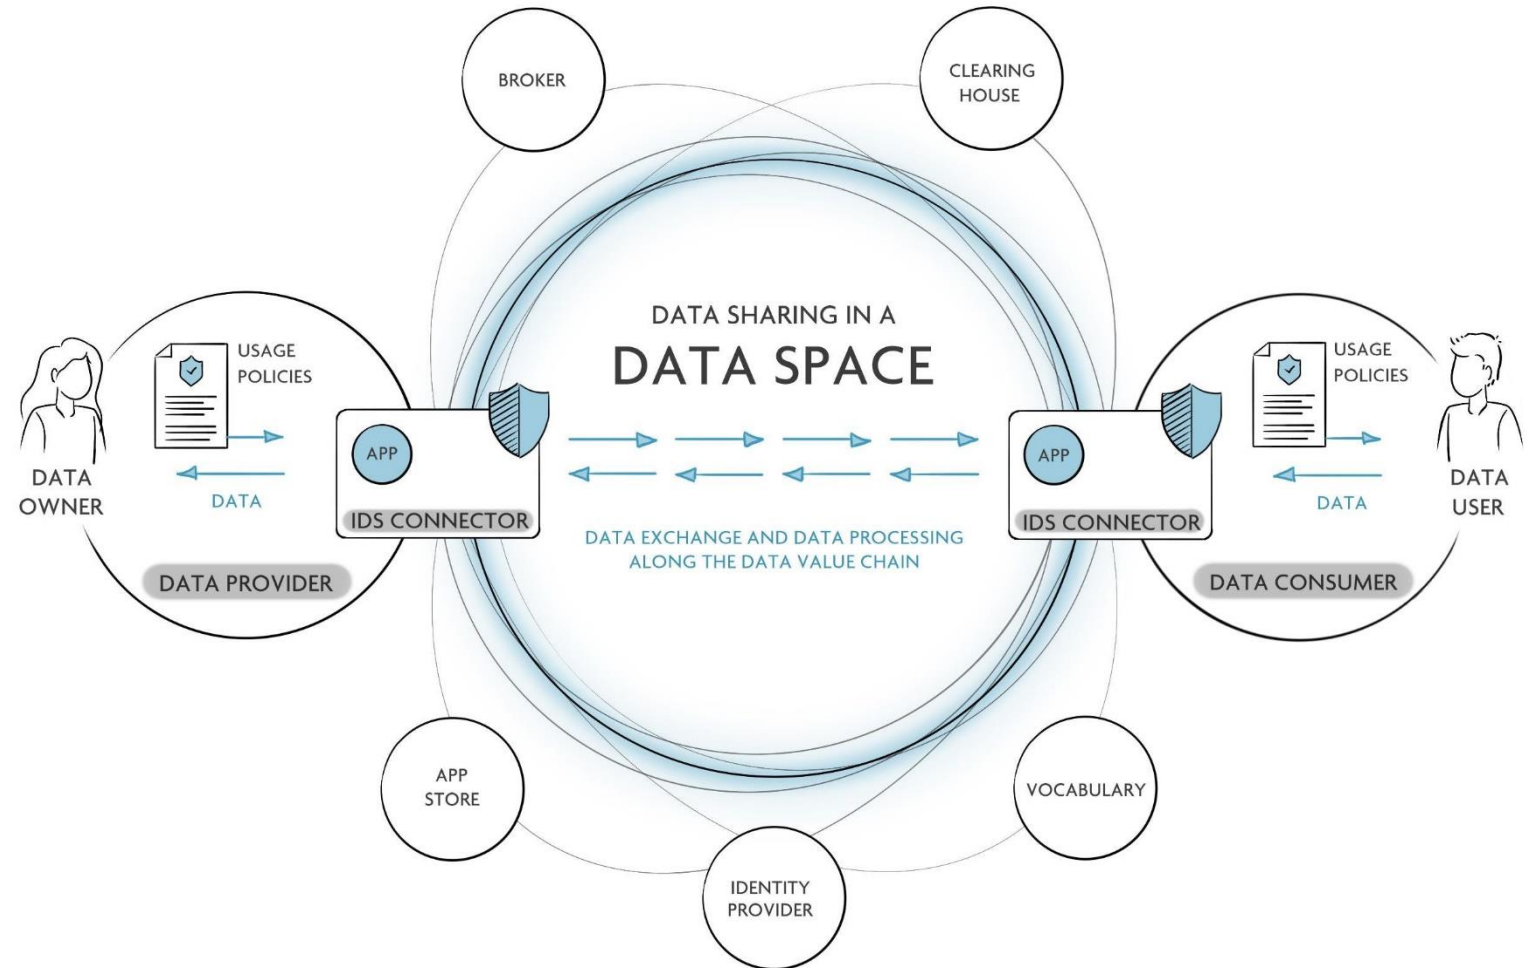 BROKER
CLEARING
HOUSE
DATA SHARING IN A
DATA SPACE
USAGE
POLICIES
APP
DATA
OWNER
DATA
IDS CONNECTOR
DATA PROVIDER
DATA EXCHANGE AND DATA PROCESSING
ALONG THE DATA VALUE CHAIN
USAGE
POLICIES
APP
DATA
USER
DATA
IDS CONNECTOR
DATA CONSUMER
APP
STORE
IDENTITY
PROVIDER
VOCABULARY